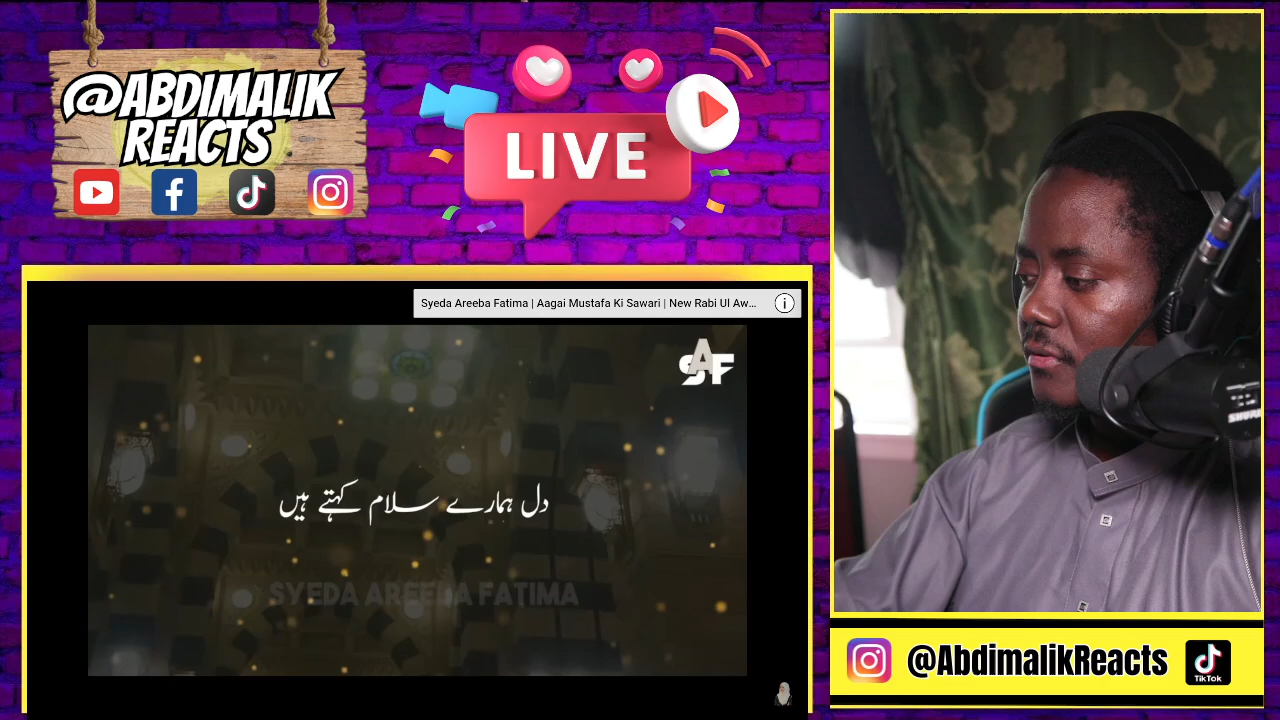 @ABDIMALIK
REACTS
LIVE
Syeda Areeba Fatima | Aagai Mustafa Ki Sawari | New Rabi Ul Aw...
SAF
دل ہمارے سلام کہتے ہیں
SYEDA AREEBA FATIMA
SHURE
@AbdimalikReacts
TikTok